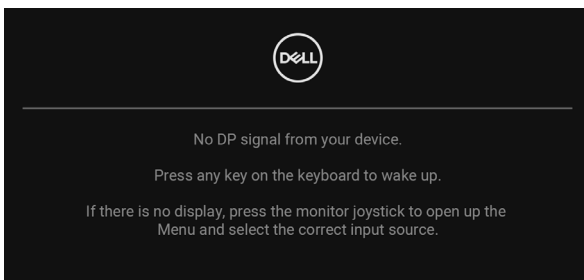 DELL
No DP signal from your device.
Press any key on the keyboard to wake up.
If there is no display, press the monitor joystick to open up the
Menu and select the correct input source.